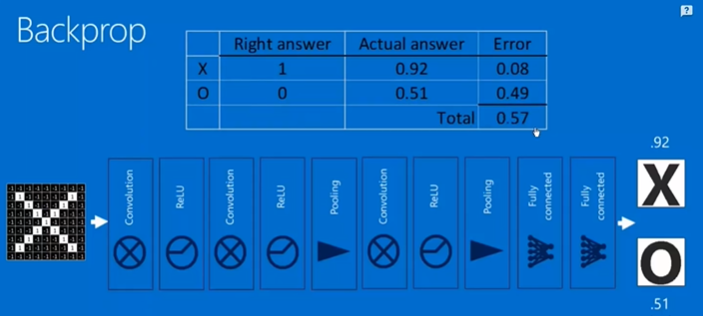 Backprop
?
Right answer Actual answer Error
X 1 0.92 0.08
O 0 0.51 0.49
Total 0.57
.92
Convolution
ReLU
Convolution
ReLU
Pooling
Convolution
ReLU
Pooling
Fully
connected
Fully
connected
X
O
.51